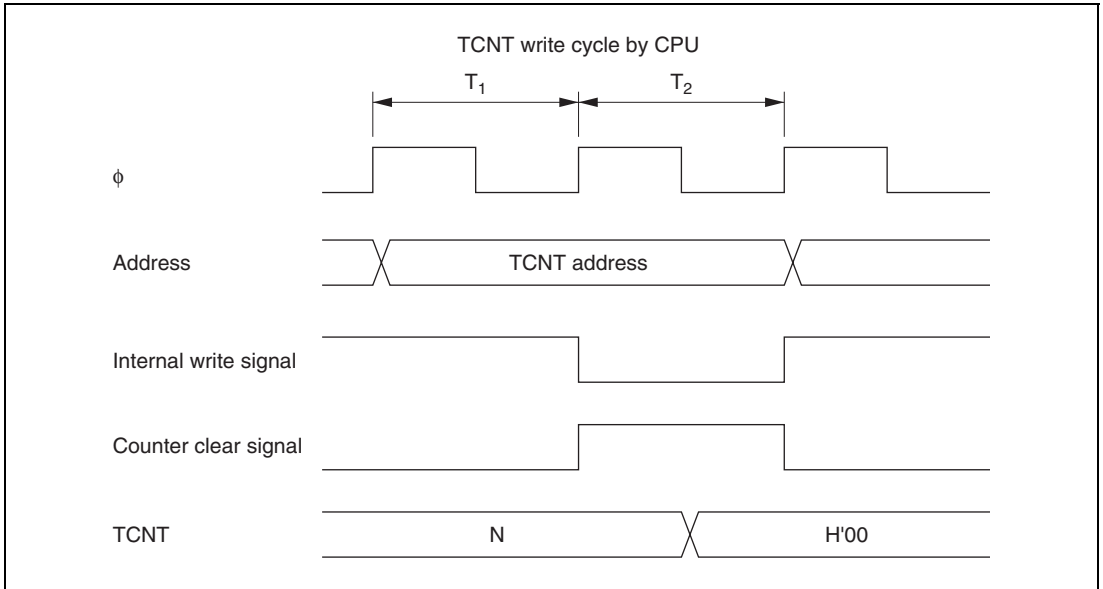 TCNT write cycle by CPU
T1 T2
ϕ
Address TCNT address
Internal write signal
Counter clear signal
TCNT N H'00